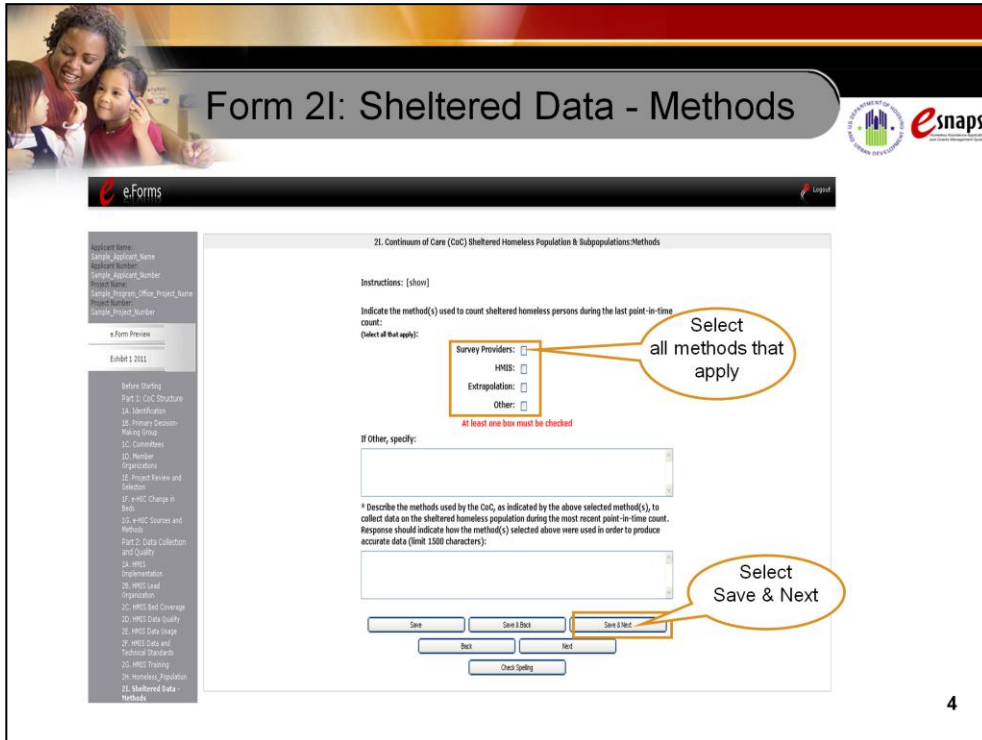 Form 2I: Sheltered Data - Methods
US DEPARTMENT OF HOUSING AND URBAN DEVELOPMENT
esnaps
e e.Forms
Logout
Applicant Name:
Sample_Applicant_Name
Applicant Number:
Sample_Applicant_Number
Project Name:
Sample_Program_Office_Project_Name
Project Number:
Sample_Project_Number
e.Form Preview
Exhibit 1 2011
Before Starting
Part 1: CoC Structure
1A. Identification
1B. Primary Decision-
Making Group
1C. Committees
1D. Member
Organizations
1E. Project Review and
Selection
1F. e-HIC Change in
Beds
1G. e-HIC Sources and
Methods
Part 2: Data Collection
and Quality
2A. HMIS
Implementation
2B. HMIS Lead
Organization
2C. HMIS Bed Coverage
2D. HMIS Data Quality
2E. HMIS Data Usage
2F. HMIS Data and
Technical Standards
2G. HMIS Training
2H. Homeless_Population
2I. Sheltered Data -
Methods
2I. Continuum of Care (CoC) Sheltered Homeless Population & Subpopulations:Methods
Instructions: [show]
Indicate the method(s) used to count sheltered homeless persons during the last point-in-time
count:
(Select all that apply):
Survey Providers:
HMIS:
Extrapolation:
Other:
At least one box must be checked
Select
all methods that
apply
If Other, specify:
* Describe the methods used by the CoC, as indicated by the above selected method(s), to
collect data on the sheltered homeless population during the most recent point-in-time count.
Response should indicate how the method(s) selected above were used in order to produce
accurate data (limit 1500 characters):
Select
Save & Next
Save
Save & Back
Save & Next
Back
Next
Check Spelling
4